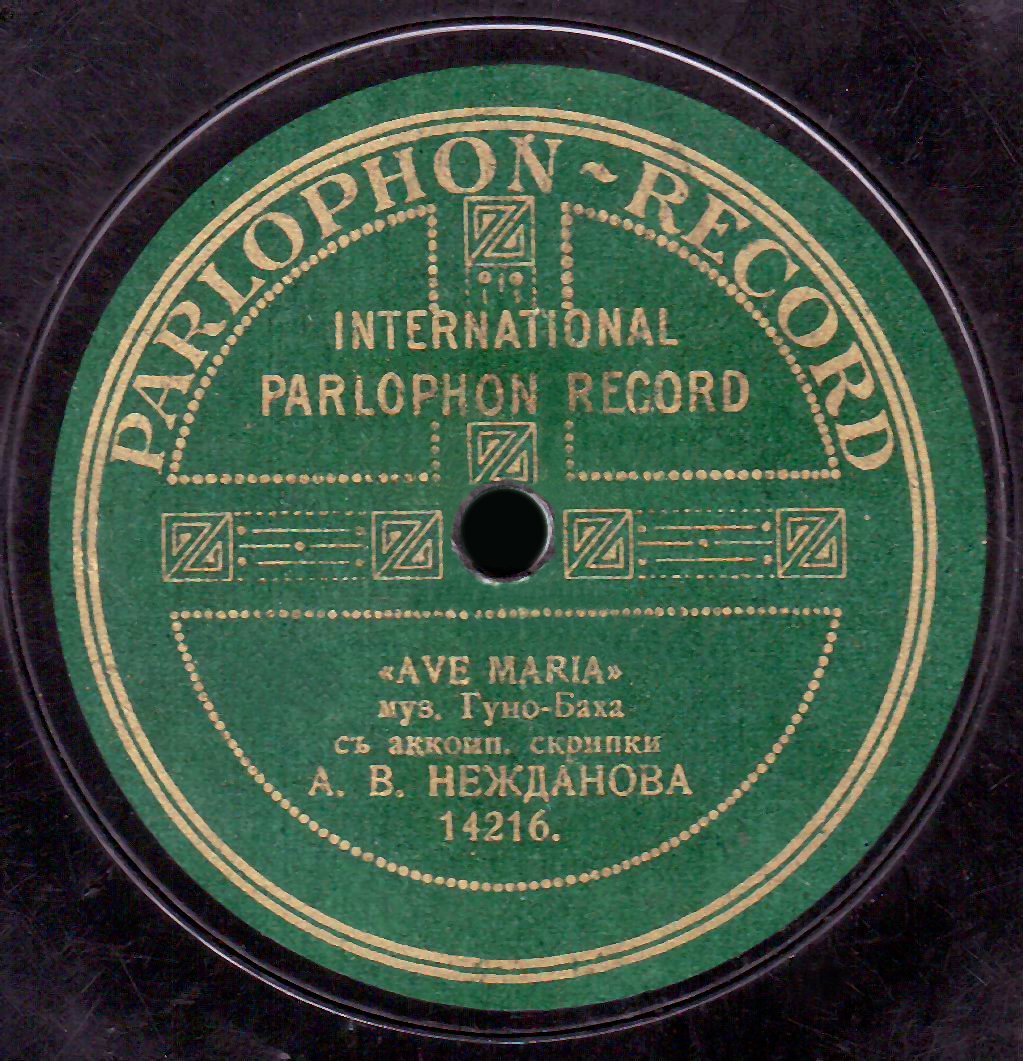 PARLOPHON~RECORD
INTERNATIONAL
PARLOPHON RECORD
«AVE MARIA»
муз. Гуно-Баха
съ аккомп. скрипки
А. В. НЕЖДАНОВА
14216.